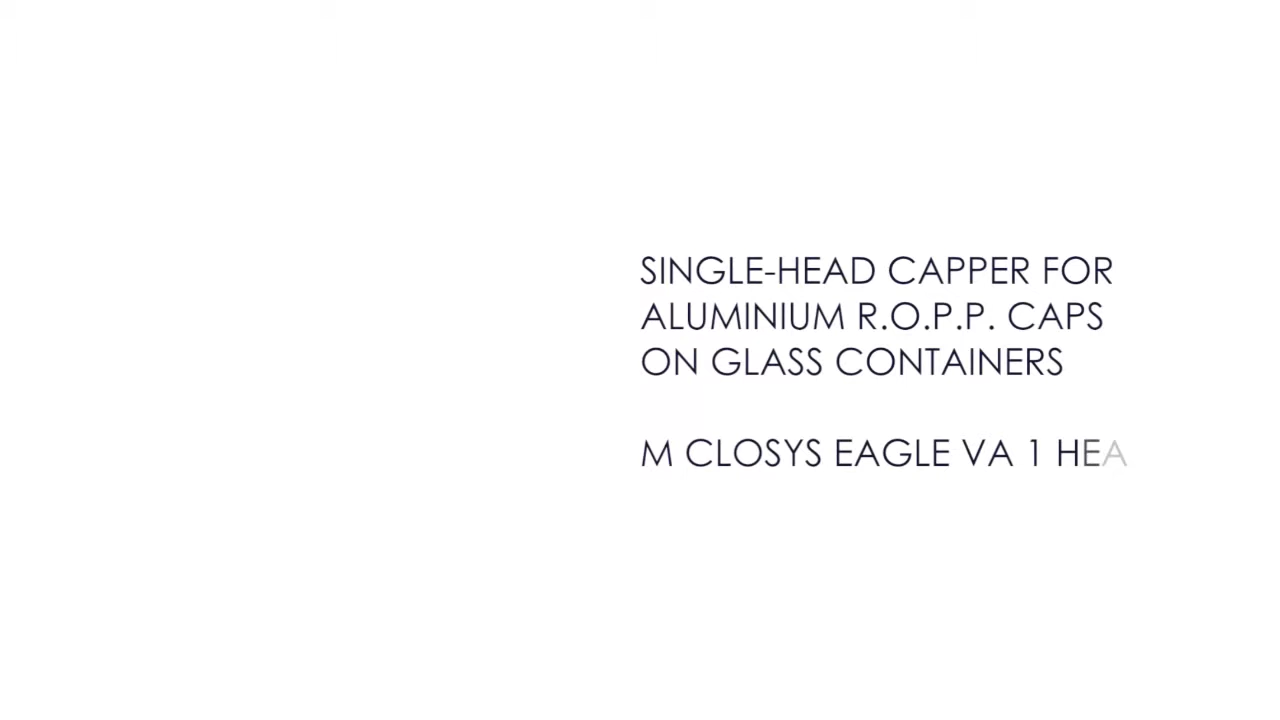 SINGLE-HEAD CAPPER FOR
ALUMINIUM R.O.P.P. CAPS
ON GLASS CONTAINERS
M CLOSYS EAGLE VA 1 HEA